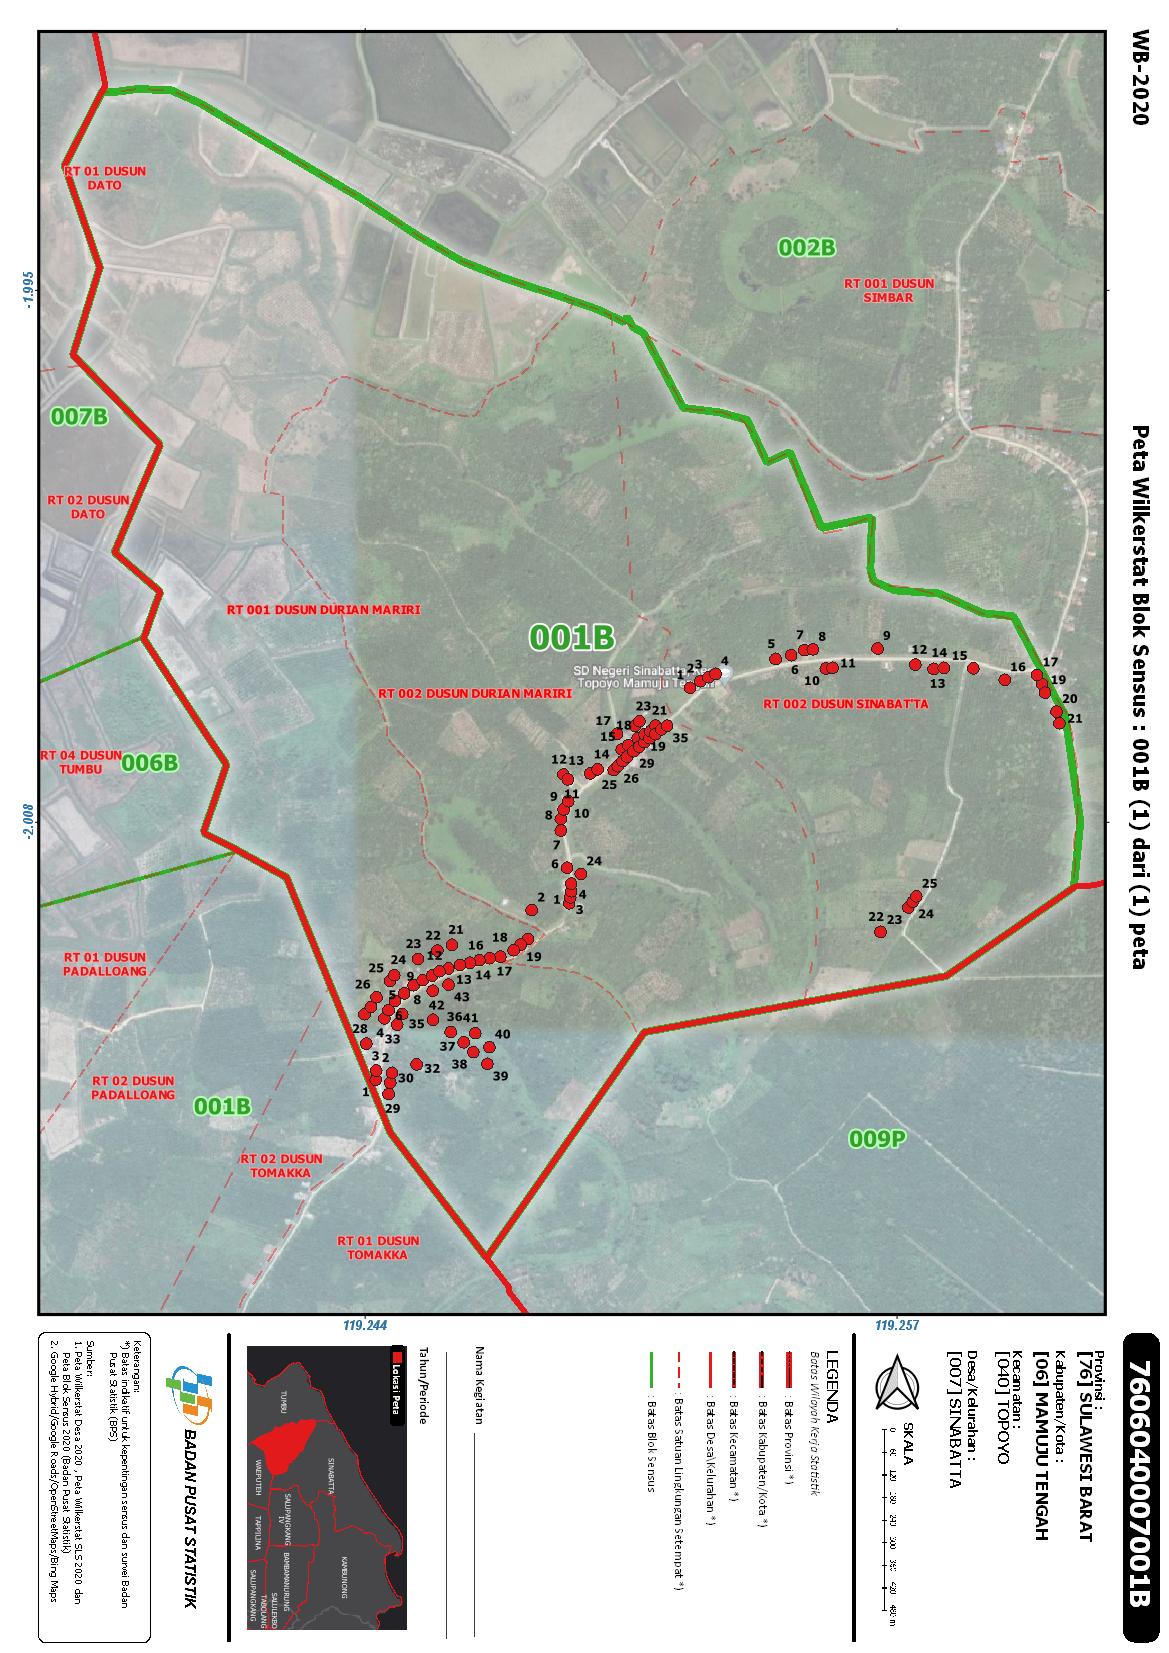 WB-2020
Peta Wilkerstat Blok Sensus : 001B (1) dari (1) peta
7606040007001B
Provinsi :
[76] SULAWESI BARAT
Kabupaten/Kota :
[06] MAMUJU TENGAH
Kecamatan :
[040] TOPOYO
Desa/Kelurahan :
[007] SINABATTA
SKALA
0 60 120 180 240 300 360 420 480 m
LEGENDA
Batas Wilayah Kerja Statistik
: Batas Provinsi *)
: Batas Kabupaten/Kota *)
: Batas Kecamatan *)
: Batas Desa\Kelurahan *)
: Batas Satuan Lingkungan Setempat *)
: Batas Blok Sensus
Nama Kegiatan
Tahun/Periode
Lokasi Peta
TUMBU
SINABATTA
WAEPUTEH
SALUPANGKANG
IV
KAMBUNONG
TAPPILINA
BAMBAMANURUNG
SALULEKBO
TABOLANG
SALUPANGKANG
BADAN PUSAT STATISTIK
Keterangan:
*) Batas indikatif untuk kepentingan sensus dan survei Badan
Pusat Statistik (BPS)
Sumber:
1. Peta Wilkerstat Desa 2020 , Peta Wilkerstat SLS 2020 dan
Peta Blok Sensus 2020 (Badan Pusat Statistik)
2. Google Hybrid/Google Roads/OpenStreetMaps/Bing Maps
-1.995
-2.008
119.244
119.257
RT 01 DUSUN
DATO
002B
RT 001 DUSUN
SIMBAR
007B
RT 02 DUSUN
DATO
RT 001 DUSUN DURIAN MARIRI
001B
SD Negeri Sinabatta
Topoyo Mamuju
RT 002 DUSUN DURIAN MARIRI
RT 002 DUSUN SINABAT'TA
RT 04 DUSUN
TUMBU
006B
RT 01 DUSUN
PADALLOANG
RT 02 DUSUN
PADALLOANG
001B
RT 02 DUSUN
TOMAKKA
RT 01 DUSUN
TOMAKKA
009P
1
23
4
5
6
7
8
9
10
11
12
14
13
15
16
17
19
20
21
25
24
23
22
23
21
17
18
15
19
35
29
26
25
14
12
13
9
11
10
8
7
6
24
4
1
3
2
19
18
17
16
14
13
12
21
22
23
24
25
26
28
9
8
5
6
4
33
35
42
43
36
41
40
37
38
39
32
30
29
3
2
1